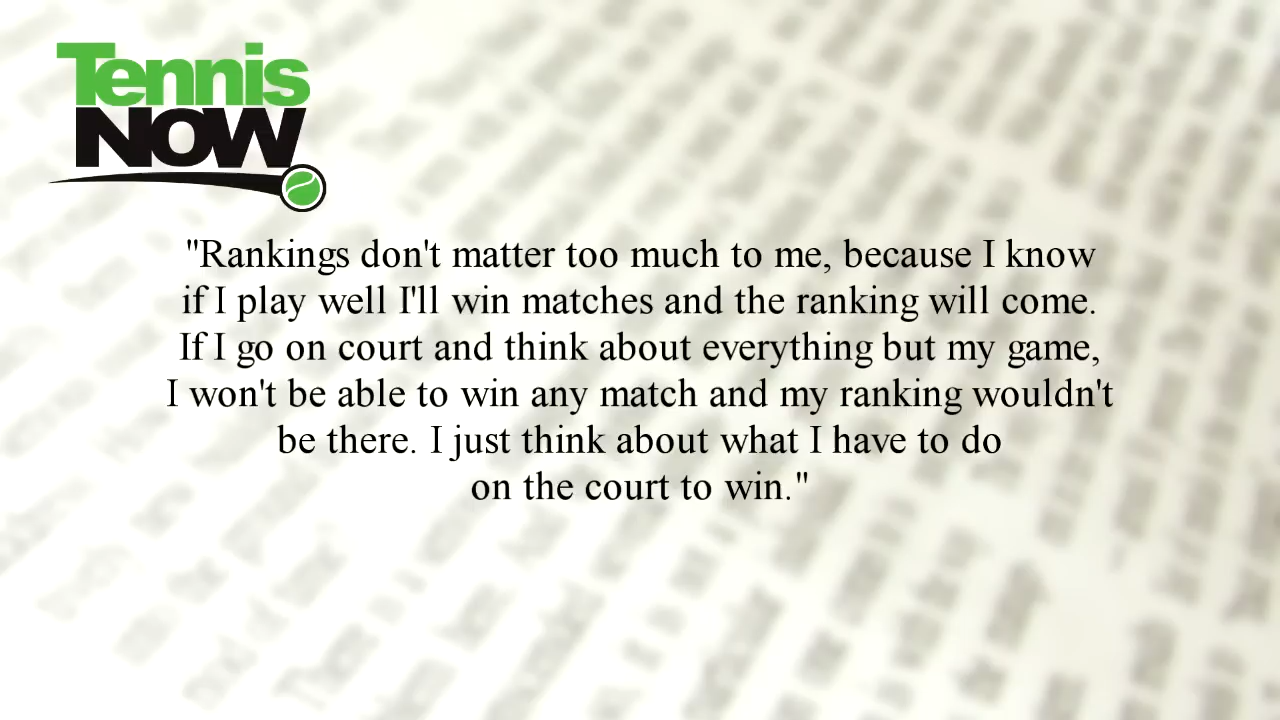 Tennis
NOW
"Rankings don't matter too much to me, because I know
if I play well I'll win matches and the ranking will come.
If I go on court and think about everything but my game,
I won't be able to win any match and my ranking wouldn't
be there. I just think about what I have to do
on the court to win."